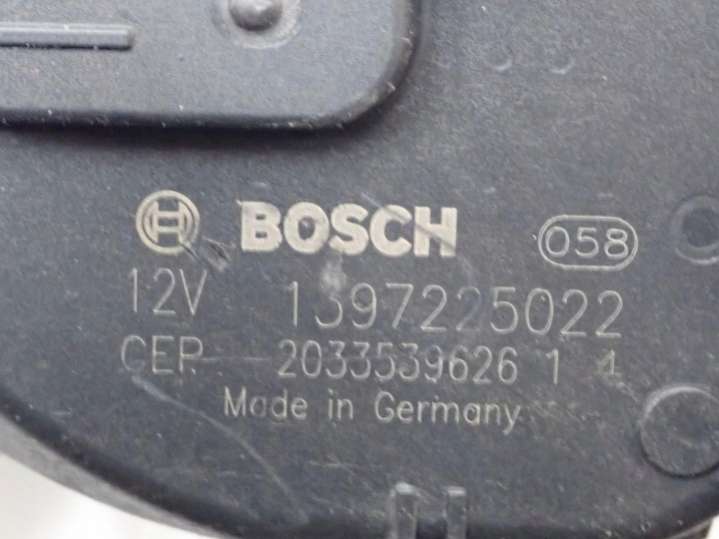 BOSCH 058
12V 1397225022
CEP 2033539626 1 4
Made in Germany